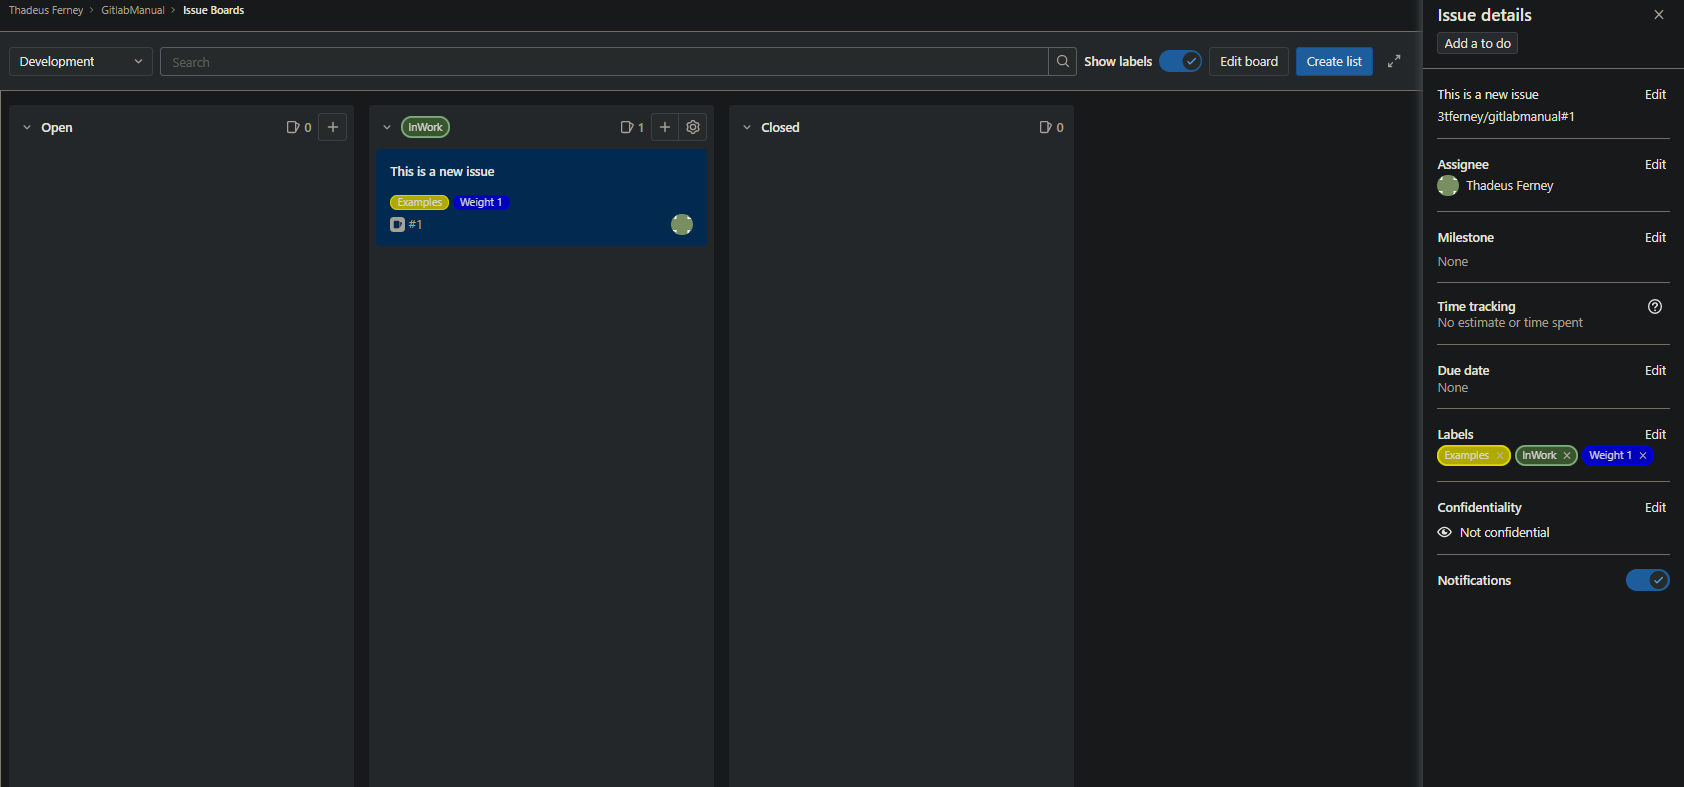 Thadeus Ferney > GitlabManual > Issue Boards
Development
Search
Show labels
Edit board
Create list
Open
0
InWork
1
This is a new issue
Examples Weight 1
#1
Closed
0
Issue details
Add a to do
This is a new issue Edit
3tferney/gitlabmanual#1
Assignee Edit
Thadeus Ferney
Milestone Edit
None
Time tracking
No estimate or time spent
Due date Edit
None
Labels Edit
Examples × InWork × Weight 1 ×
Confidentiality Edit
Not confidential
Notifications